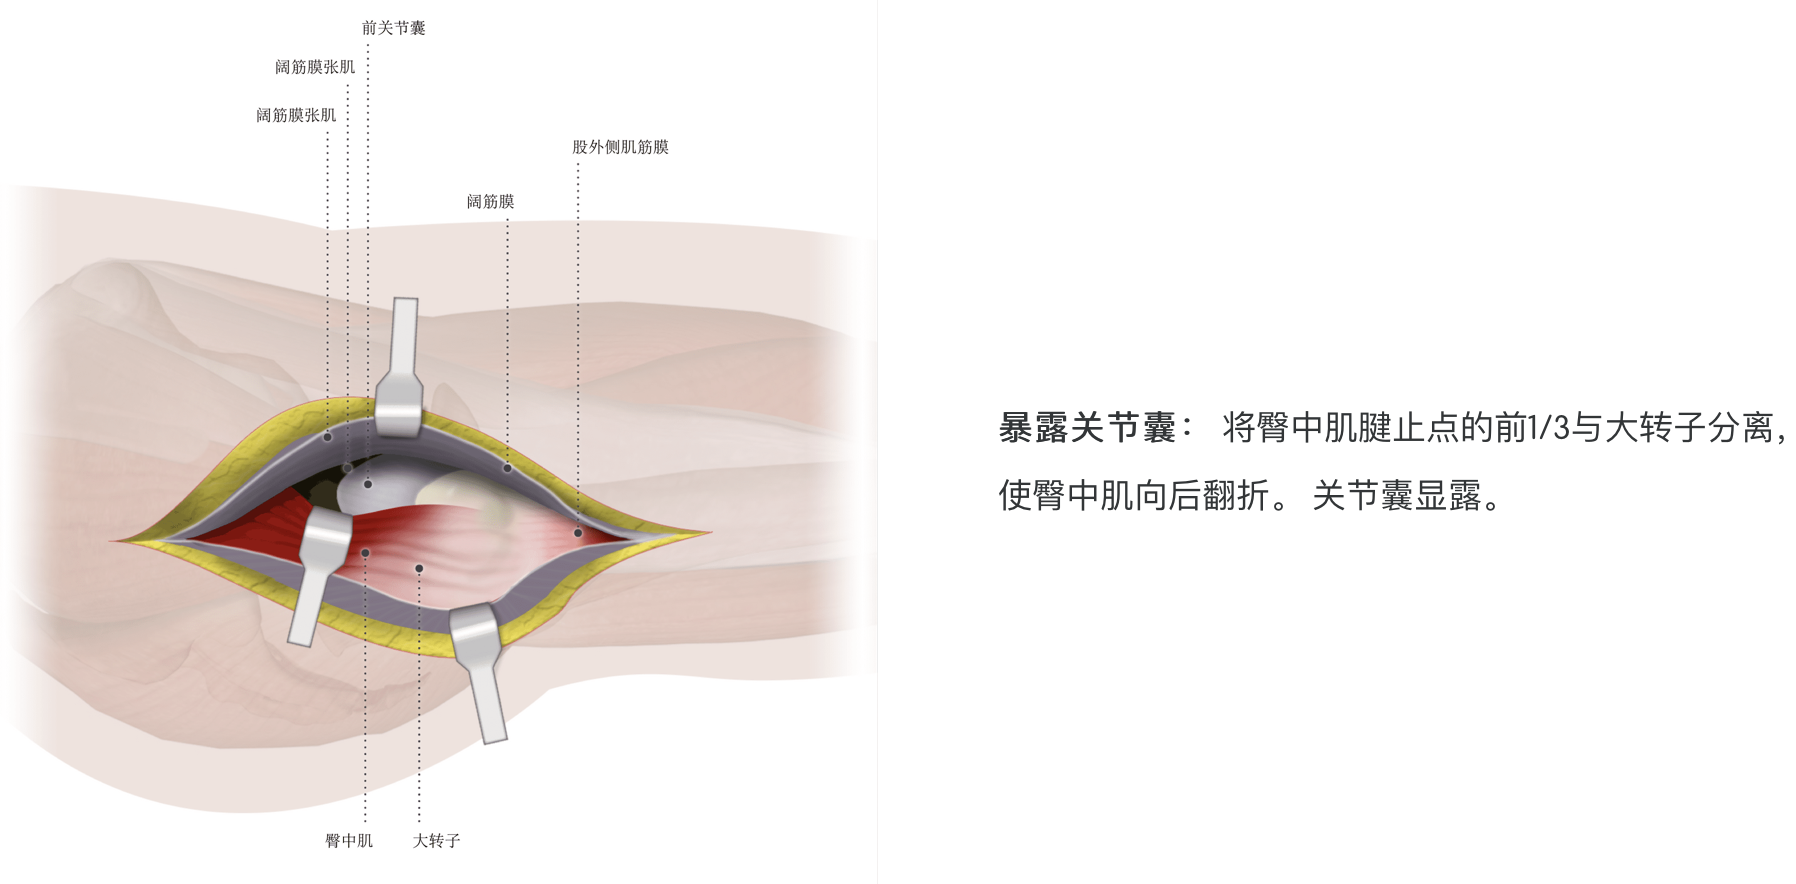 前关节囊
阔筋膜张肌
阔筋膜张肌
股外侧肌筋膜
阔筋膜
臀中肌
大转子
暴露关节囊： 将臀中肌腱止点的前1/3与大转子分离，
使臀中肌向后翻折。 关节囊显露。